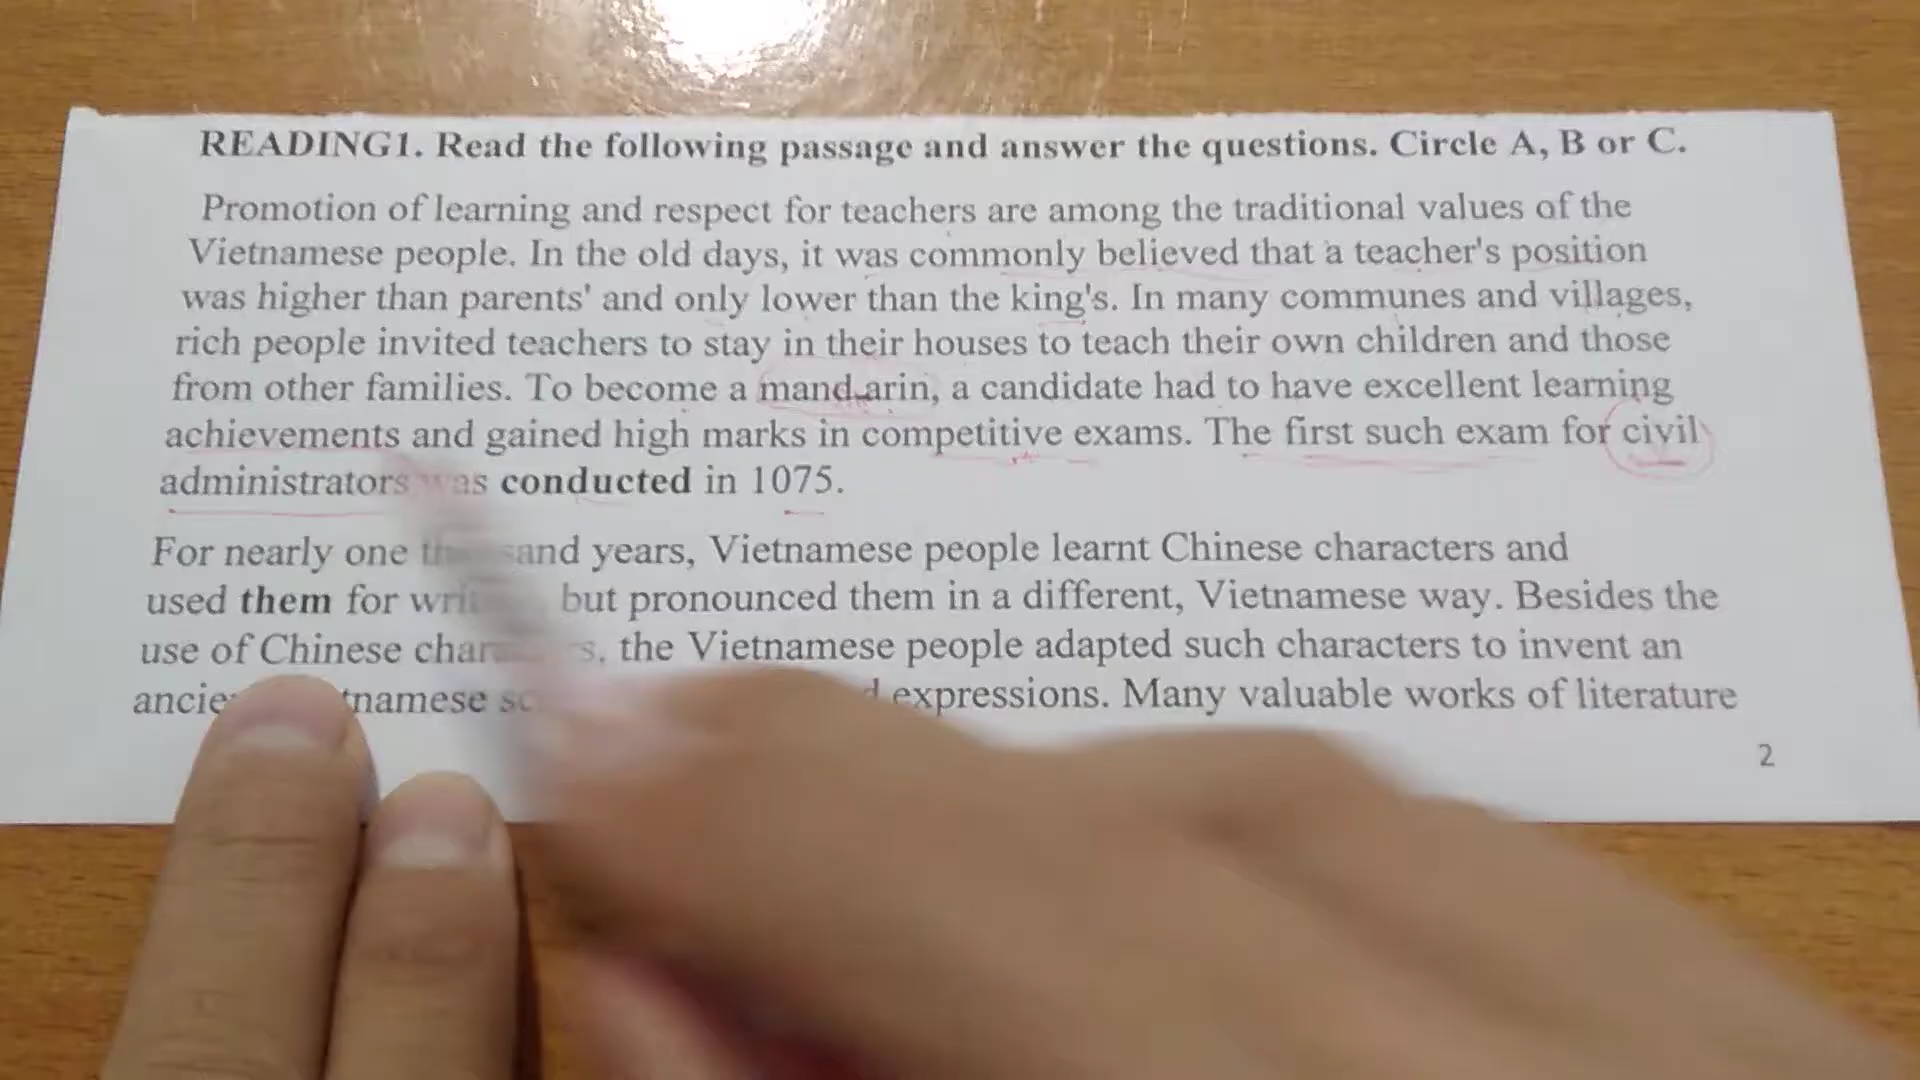 READING1. Read the following passage and answer the questions. Circle A, B or C.
Promotion of learning and respect for teachers are among the traditional values of the
Vietnamese people. In the old days, it was commonly believed that a teacher's position
was higher than parents' and only lower than the king's. In many communes and villages,
rich people invited teachers to stay in their houses to teach their own children and those
from other families. To become a mand arin, a candidate had to have excellent learning
achievements and gained high marks in competitive exams. The first such exam for civil
administrators was conducted in 1075.
For nearly one thousand years, Vietnamese people learnt Chinese characters and
used them for but pronounced them in a different, Vietnamese way. Besides the
use of Chinese the Vietnamese people adapted such characters to invent an
expressions. Many valuable works of literature
2